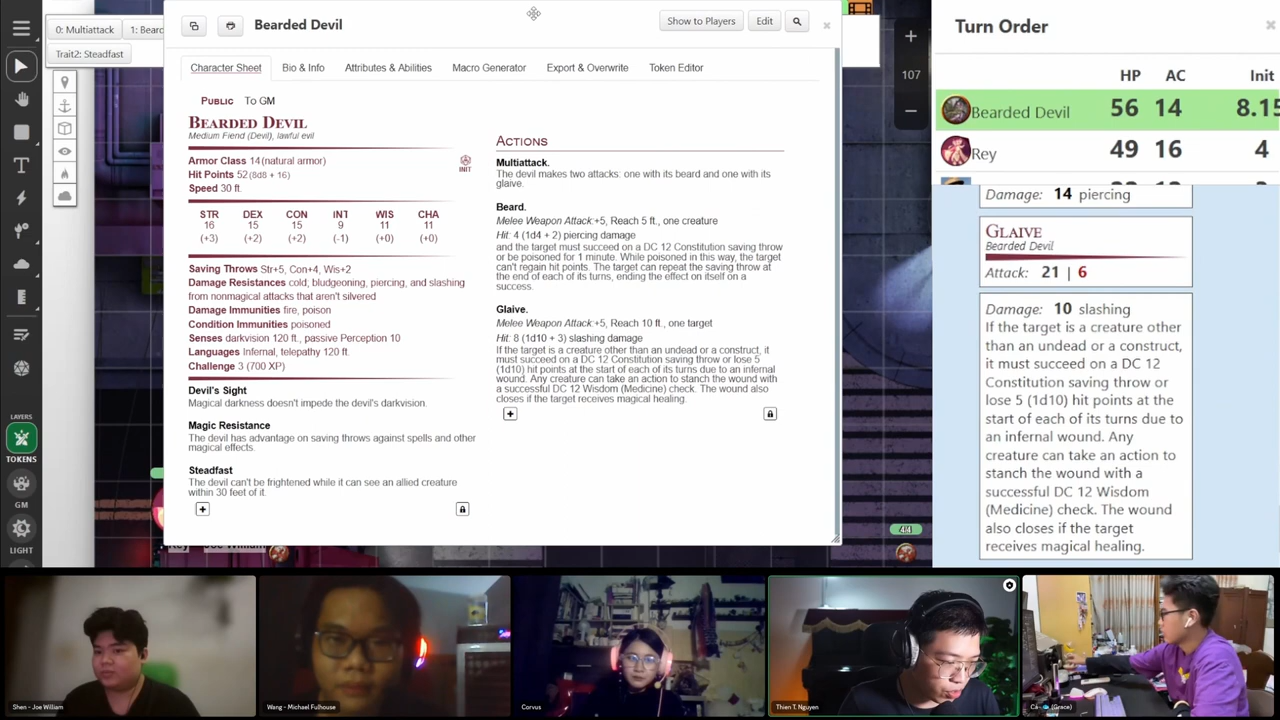 0: Multiattack
1: Beard
Trait2: Steadfast
Bearded Devil
Show to Players
Edit
Character Sheet
Bio & Info
Attributes & Abilities
Macro Generator
Export & Overwrite
Token Editor
PUBLIC To GM
BEARDED DEVIL
Medium Fiend (Devil), lawful evil
Armor Class 14 (natural armor)
Hit Points 52 (8d8 + 16)
Speed 30 ft.
INIT
STR DEX CON INT WIS CHA
16 15 15 9 11 11
(+3) (+2) (+2) (-1) (+0) (+0)
Saving Throws Str+5, Con+4, Wis+2
Damage Resistances cold, bludgeoning, piercing, and slashing
from nonmagical attacks that aren't silvered
Damage Immunities fire, poison
Condition Immunities poisoned
Senses darkvision 120 ft., passive Perception 10
Languages Infernal, telepathy 120 ft.
Challenge 3 (700 XP)
Devil's Sight
Magical darkness doesn't impede the devil's darkvision.
Magic Resistance
The devil has advantage on saving throws against spells and other
magical effects.
Steadfast
The devil can't be frightened while it can see an allied creature
within 30 feet of it.
ACTIONS
Multiattack.
The devil makes two attacks: one with its beard and one with its
glaive.
Beard.
Melee Weapon Attack:+5, Reach 5 ft., one creature
Hit: 4 (1d4 + 2) piercing damage
and the target must succeed on a DC 12 Constitution saving throw
or be poisoned for 1 minute. While poisoned in this way, the target
can't regain hit points. The target can repeat the saving throw at
the end of each of its turns, ending the effect on itself on a
success.
Glaive.
Melee Weapon Attack:+5, Reach 10 ft., one target
Hit: 8 (1d10 + 3) slashing damage
If the target is a creature other than an undead or a construct, it
must succeed on a DC 12 Constitution saving throw or lose 5
(1d10) hit points at the start of each of its turns due to an infernal
wound. Any creature can take an action to stanch the wound with
a successful DC 12 Wisdom (Medicine) check. The wound also
closes if the target receives magical healing.
107
LAYERS
TOKENS
GM
LIGHT
Rey Joe William
4/4
Turn Order
HP AC Init
Bearded Devil 56 14 8.15
Rey 49 16 4
Damage: 14 piercing
GLAIVE
Bearded Devil
Attack: 21 | 6
Damage: 10 slashing
If the target is a creature other
than an undead or a construct,
it must succeed on a DC 12
Constitution saving throw or
lose 5 (1d10) hit points at the
start of each of its turns due to
an infernal wound. Any
creature can take an action to
stanch the wound with a
successful DC 12 Wisdom
(Medicine) check. The wound
also closes if the target
receives magical healing.
Shen - Joe William
Wang - Michael Fulhouse
Corvus
Thien T. Nguyen
(Grace)